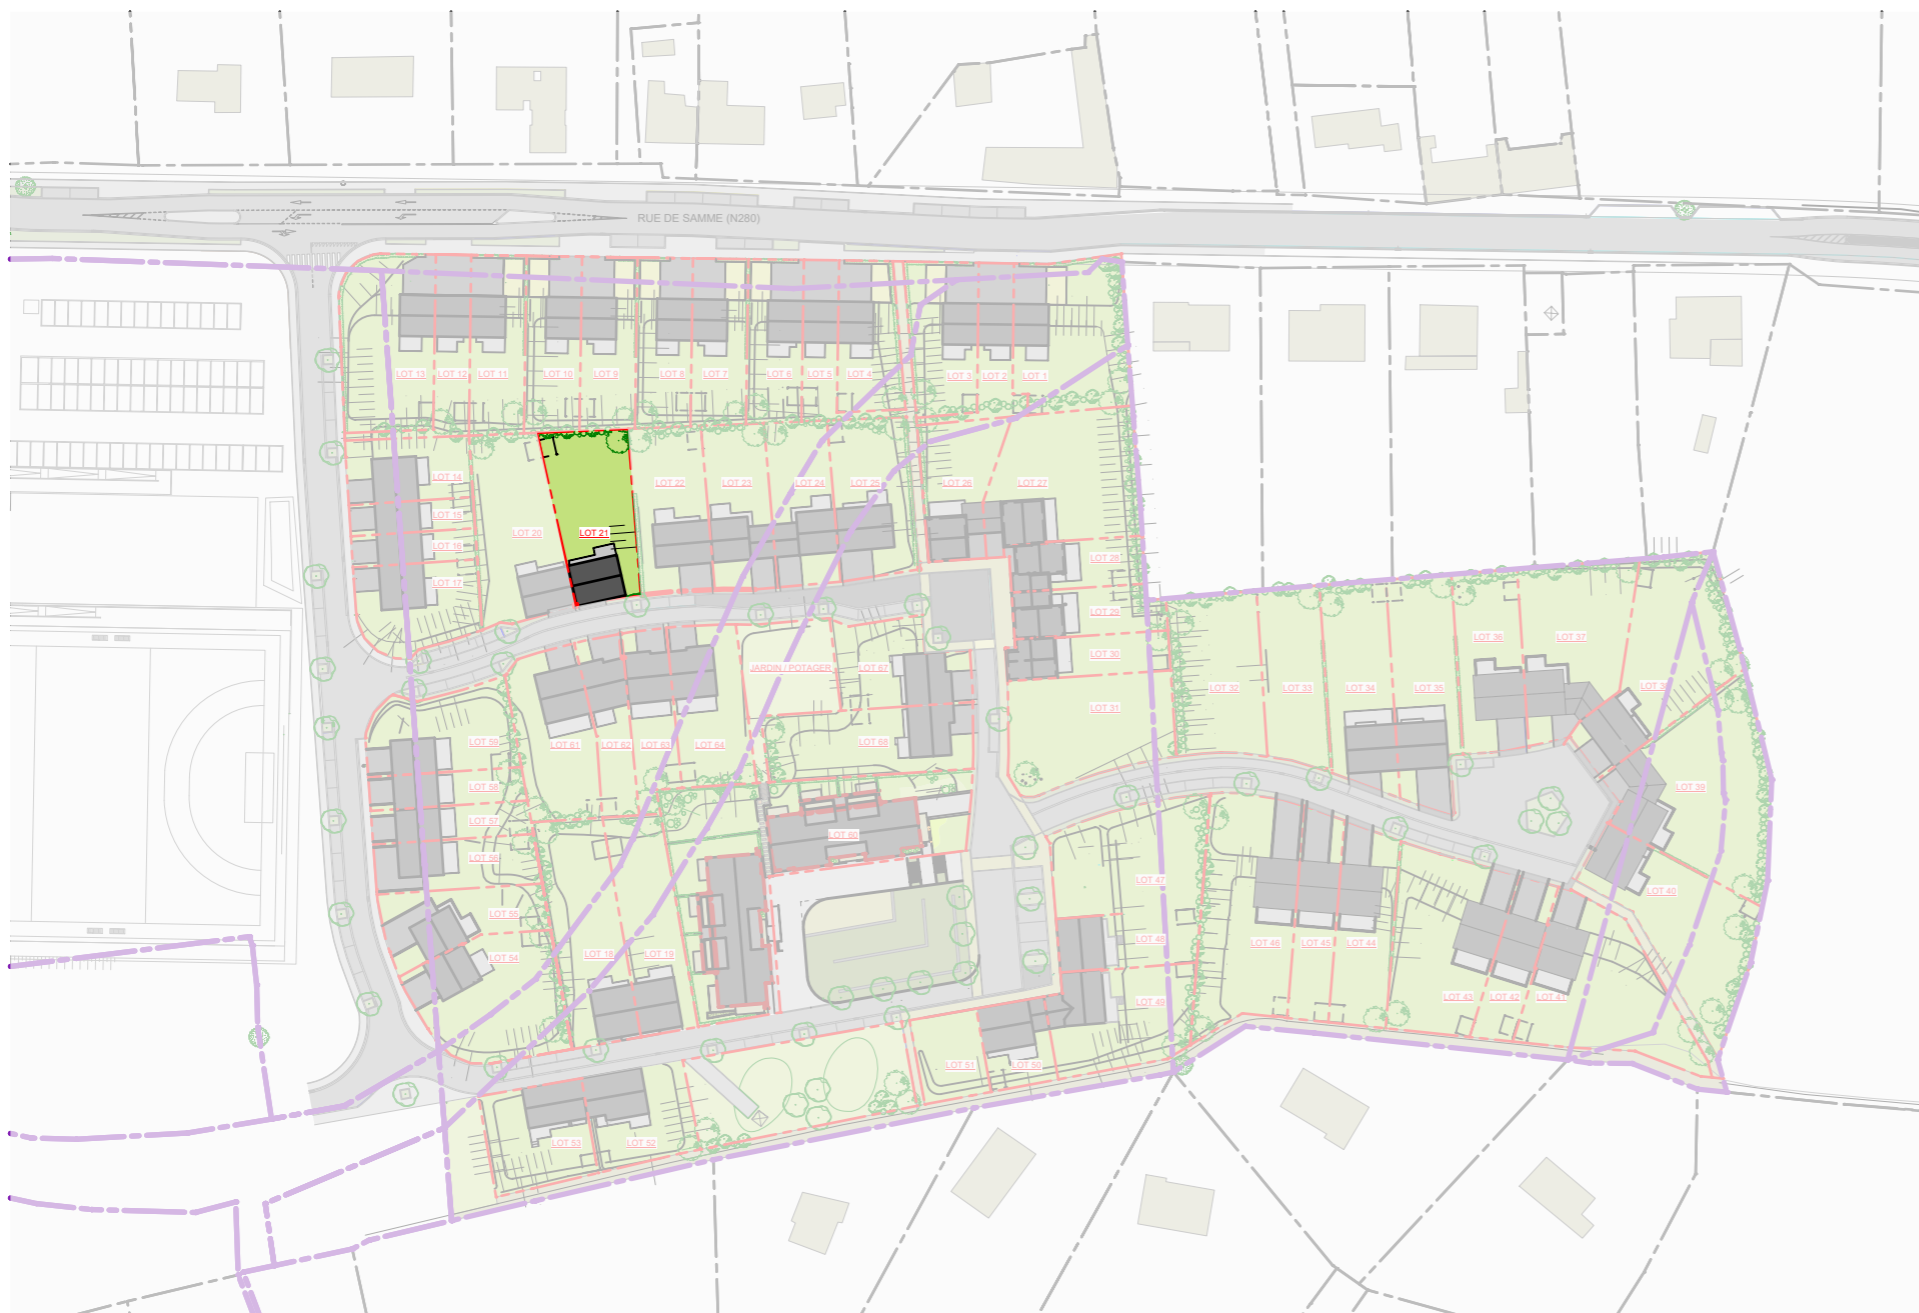 RUE DE SAMME (N280)
LOT 13
LOT 12
LOT 11
LOT 10
LOT 9
LOT 8
LOT 7
LOT 6
LOT 5
LOT 4
LOT 3
LOT 2
LOT 1
LOT 14
LOT 15
LOT 16
LOT 17
LOT 20
LOT 21
LOT 22
LOT 23
LOT 24
LOT 25
LOT 26
LOT 27
LOT 28
LOT 29
LOT 30
LOT 31
LOT 32
LOT 33
LOT 34
LOT 35
LOT 36
LOT 37
LOT 38
LOT 39
LOT 40
JARDIN / POTAGER
LOT 67
LOT 68
LOT 59
LOT 61
LOT 62
LOT 63
LOT 64
LOT 58
LOT 57
LOT 56
LOT 60
LOT 55
LOT 54
LOT 18
LOT 19
LOT 47
LOT 48
LOT 49
LOT 46
LOT 45
LOT 44
LOT 43
LOT 42
LOT 41
LOT 51
LOT 50
LOT 53
LOT 52